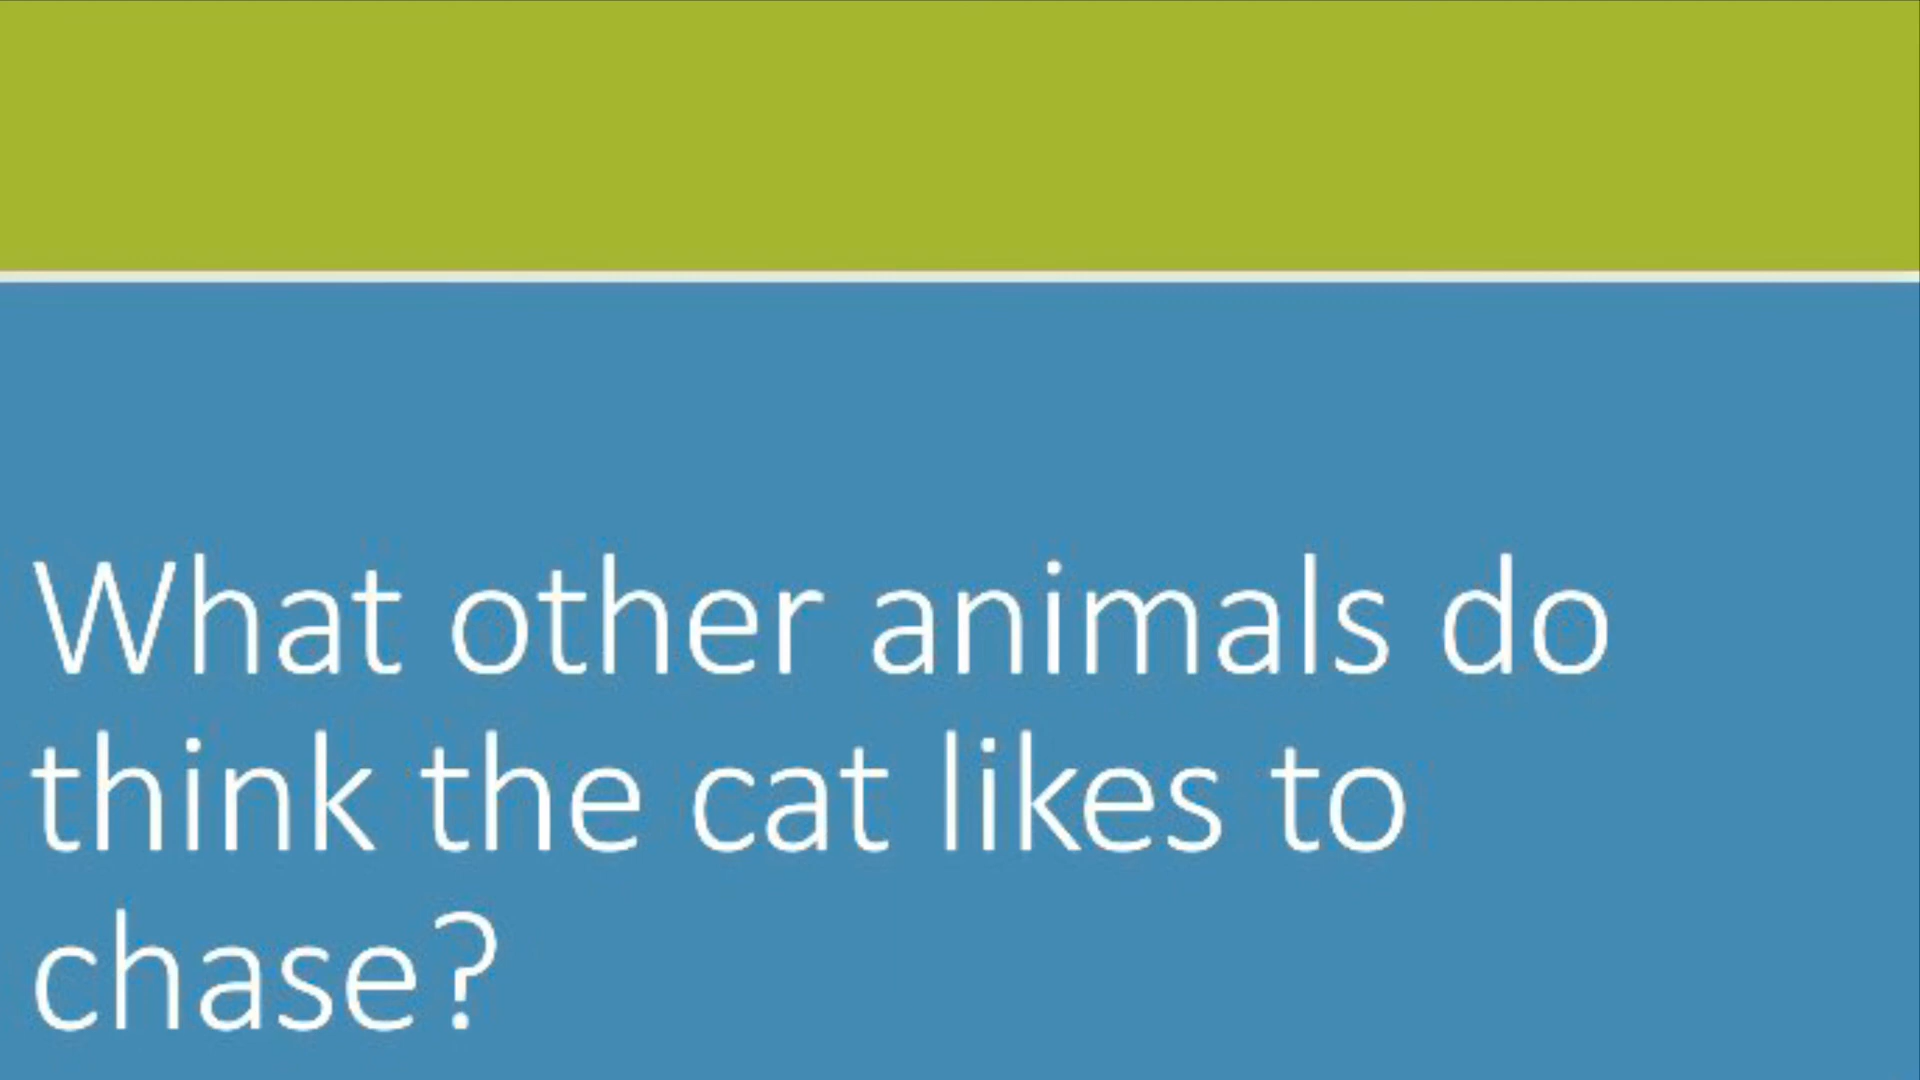 What other animals do
think the cat likes to
chase?